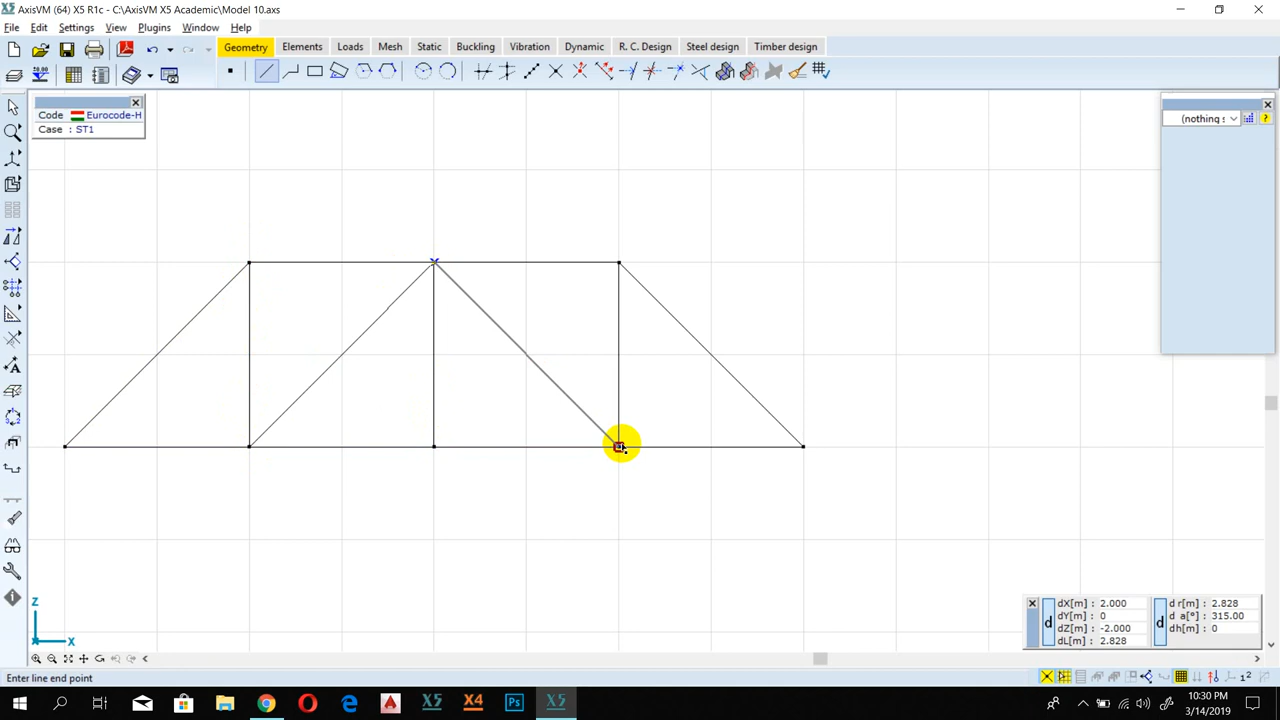 AxisVM (64) X5 R1c - C:\AxisVM X5 Academic\Model 10.axs
File Edit Settings View Plugins Window Help
Geometry Elements Loads Mesh Static Buckling Vibration Dynamic R. C. Design Steel design Timber design
Code Eurocode-H
Case : ST1
(nothing s
Z
X
dX[m] : 2.000
dY[m] : 0
dZ[m] : -2.000
dL[m] : 2.828
d
d r[m] : 2.828
d a[°] : 315.00
dh[m] : 0
d
Enter line end point
X5 X4 Ps X5
10:30 PM
3/14/2019